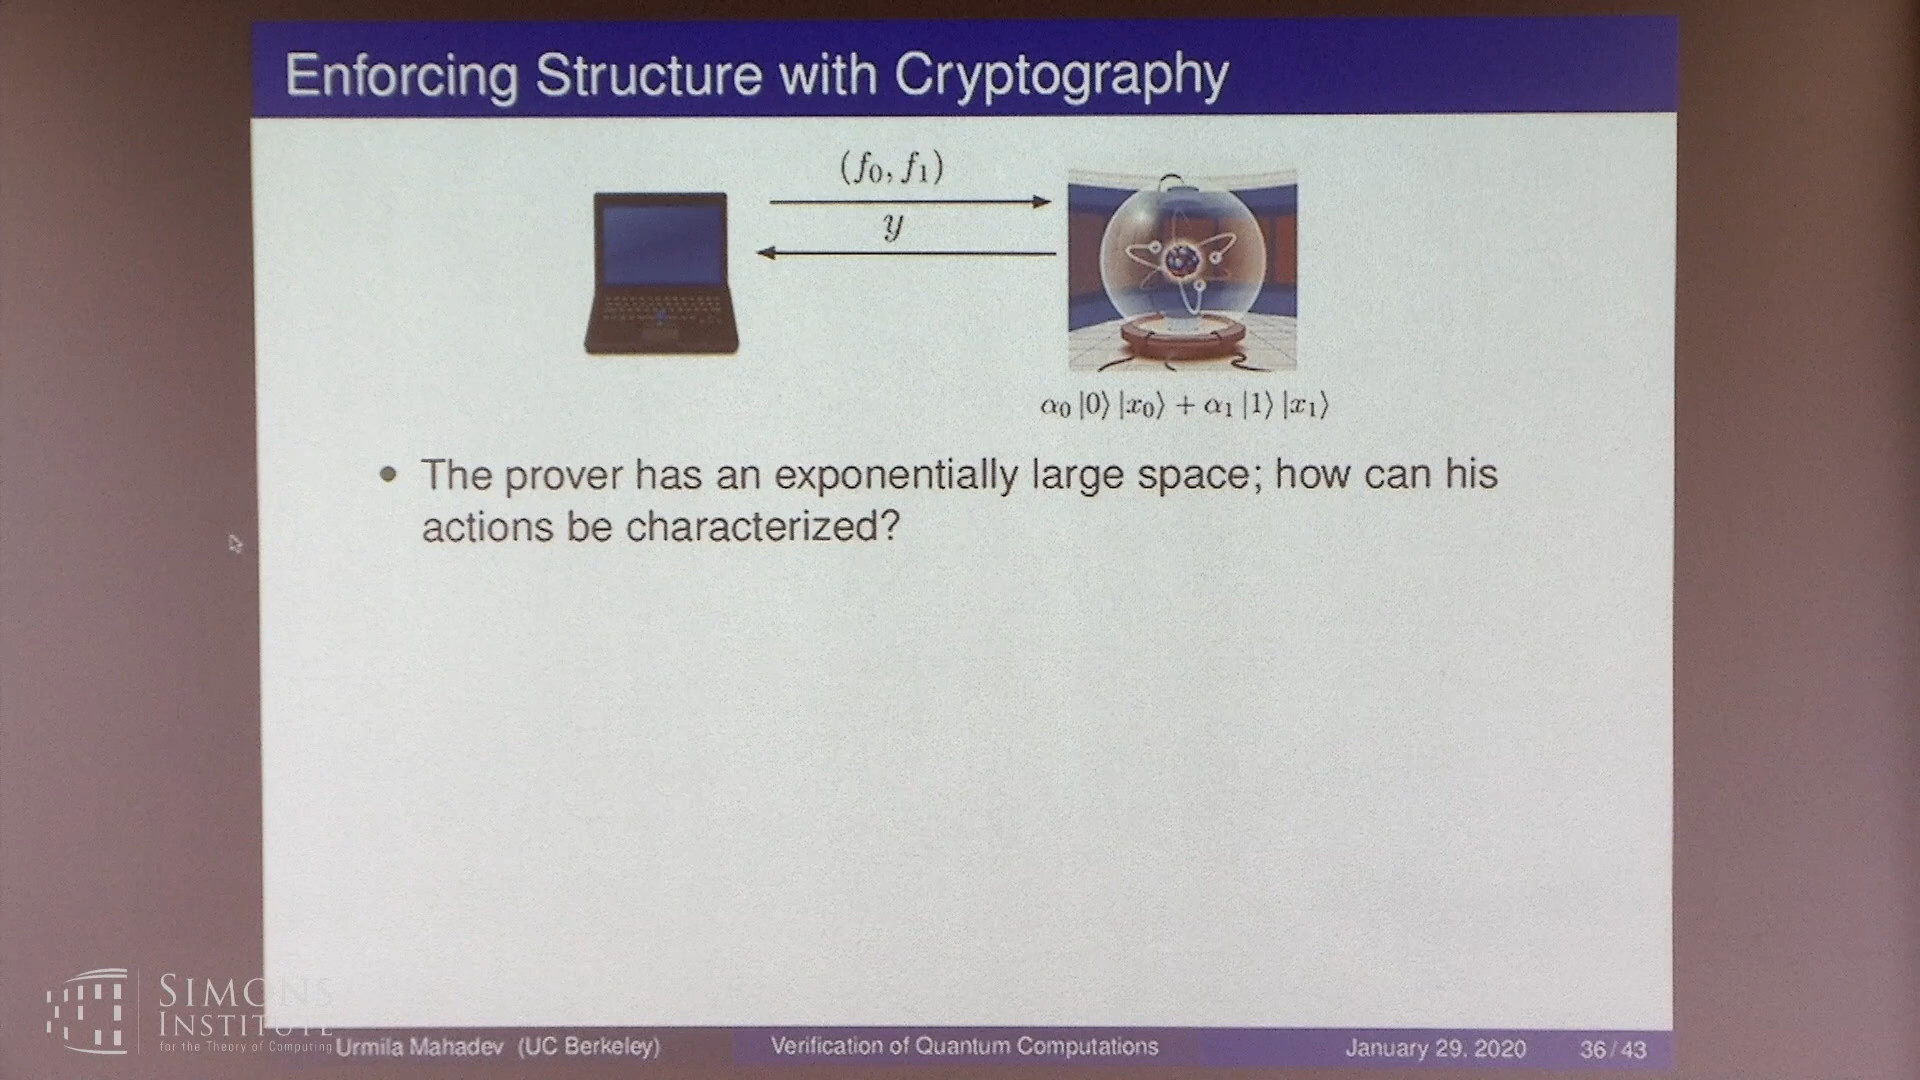 Enforcing Structure with Cryptography
(f₀, f₁)
y
α₀ |0⟩ |x₀⟩ + α₁ |1⟩ |x₁⟩
• The prover has an exponentially large space; how can his
actions be characterized?
SIMONS
INSTITUTE
for the Theory of Computing
Urmila Mahadev (UC Berkeley) Verification of Quantum Computations January 29, 2020 36 / 43